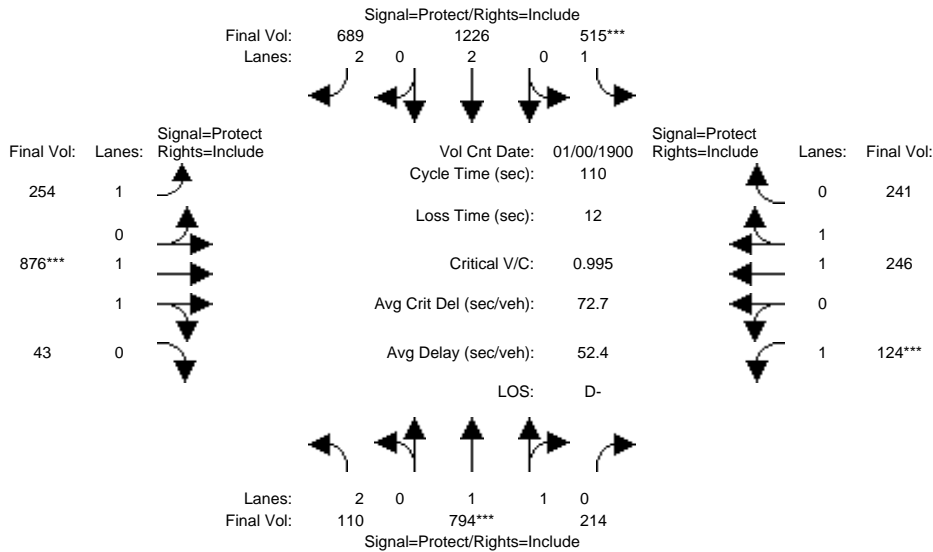 Signal=Protect/Rights=Include
Final Vol: 689 1226 515***
Lanes: 2 0 2 0 1
Signal=Protect
Final Vol: Lanes: Rights=Include
Vol Cnt Date: 01/00/1900
Signal=Protect
Rights=Include Lanes: Final Vol:
Cycle Time (sec): 110
254 1
0 241
Loss Time (sec): 12
0
1
876*** 1
Critical V/C: 0.995
1 246
1
Avg Crit Del (sec/veh): 72.7
0
43 0
Avg Delay (sec/veh): 52.4
1 124***
LOS: D-
Lanes: 2 0 1 1 0
Final Vol: 110 794*** 214
Signal=Protect/Rights=Include